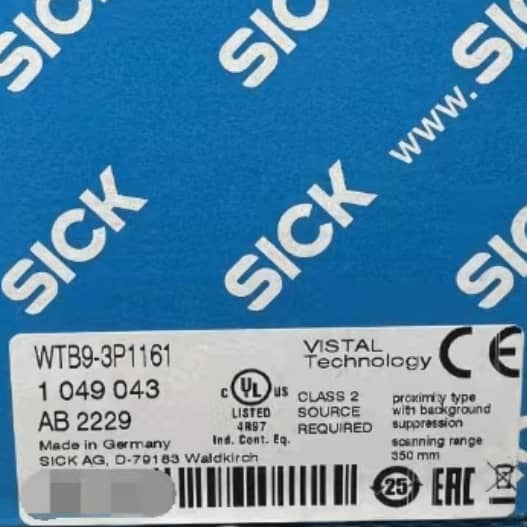 SICK
SICK
SICK
www.
SICK
SICK
SICK
WTB9-3P1161
1 049 043
AB 2229
Made in Germany
SICK AG, D-79183 Waldkirch
C UL US
LISTED
4R97
Ind. Cont. Eq.
VISTAL
Technology
CLASS 2
SOURCE
REQUIRED
CE
proximity type
with background
suppression
scanning range
350 mm
25
EAC